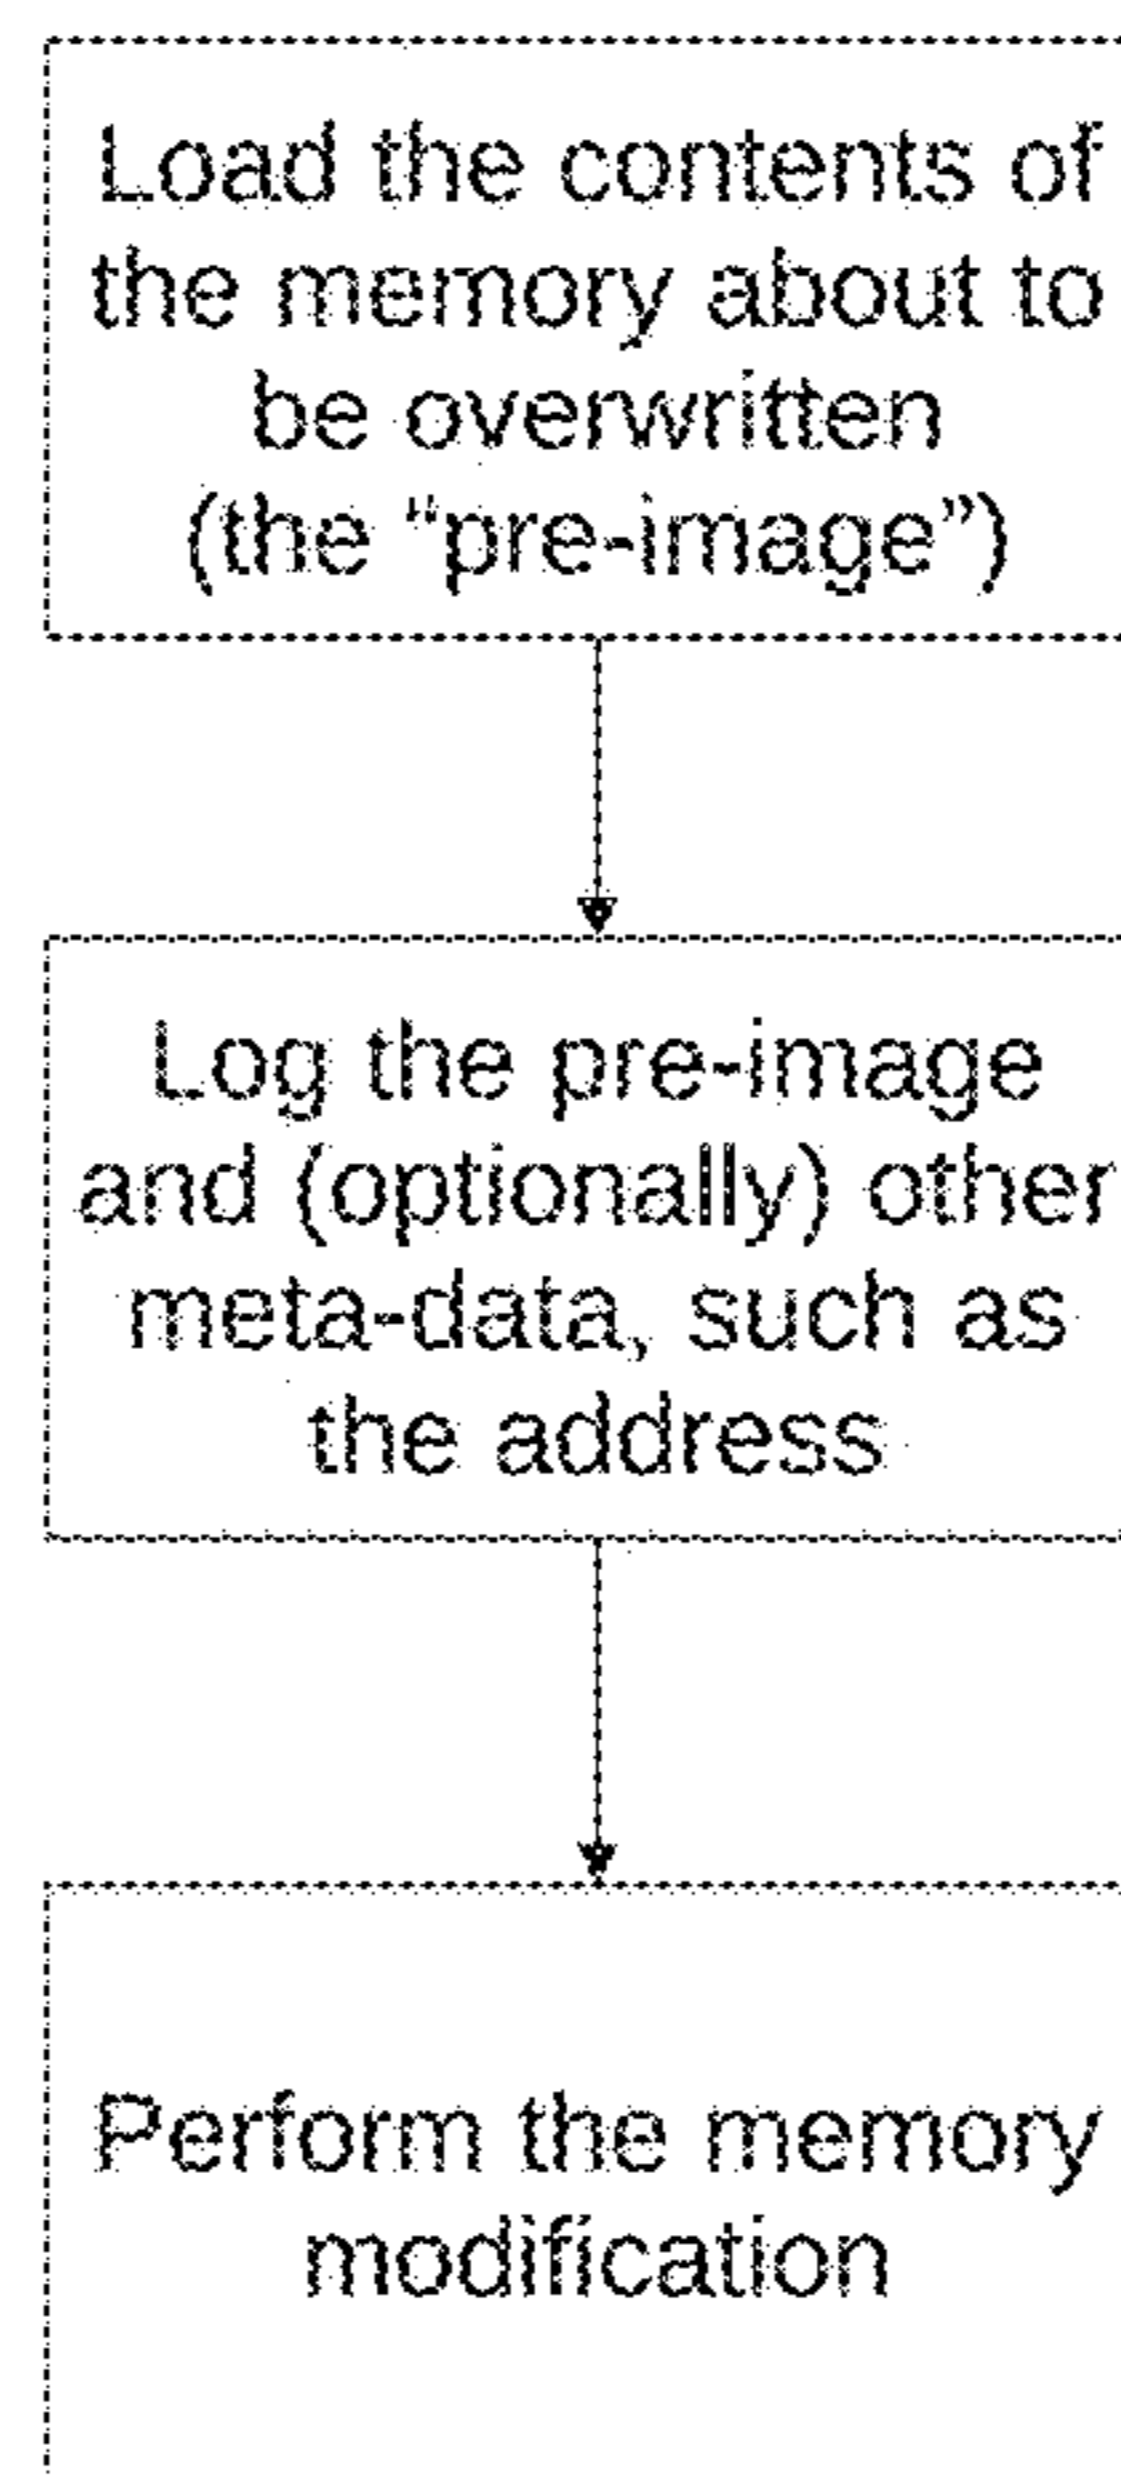 Load the contents of
the memory about to
be overwritten
(the “pre-image”)
Log the pre-image
and (optionally) other
meta-data, such as
the address
Perform the memory
modification